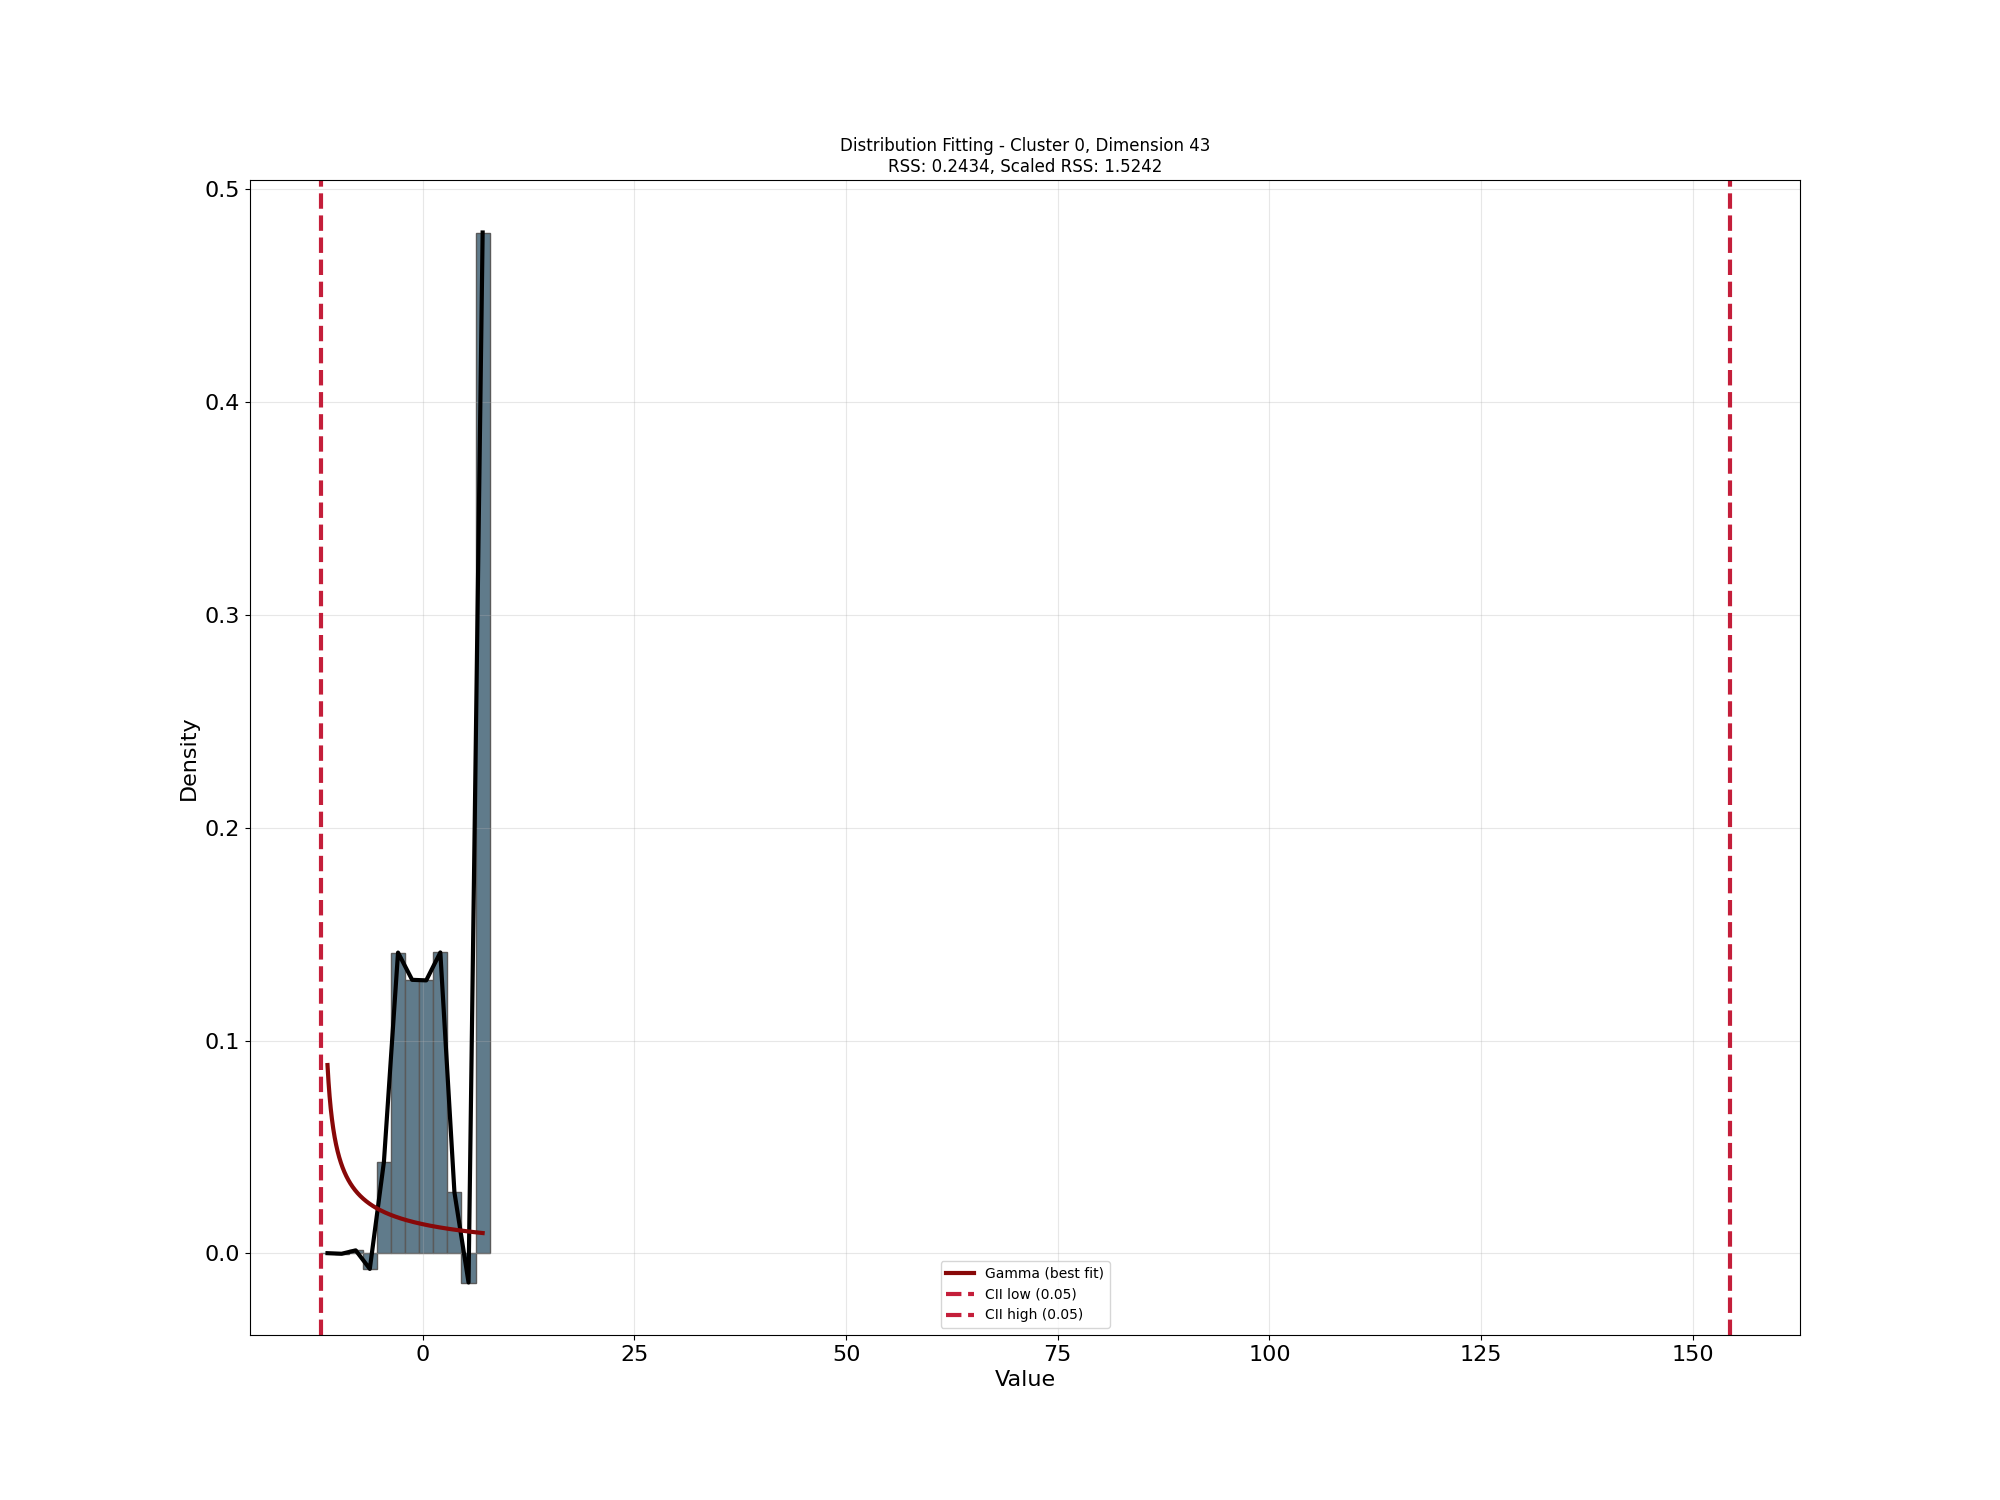 Distribution Fitting - Cluster 0, Dimension 43
RSS: 0.2434, Scaled RSS: 1.5242
0.5
0.4
0.3
0.2
0.1
0.0
Density
Gamma (best fit)
CII low (0.05)
CII high (0.05)
0 25 50 75 100 125 150
Value